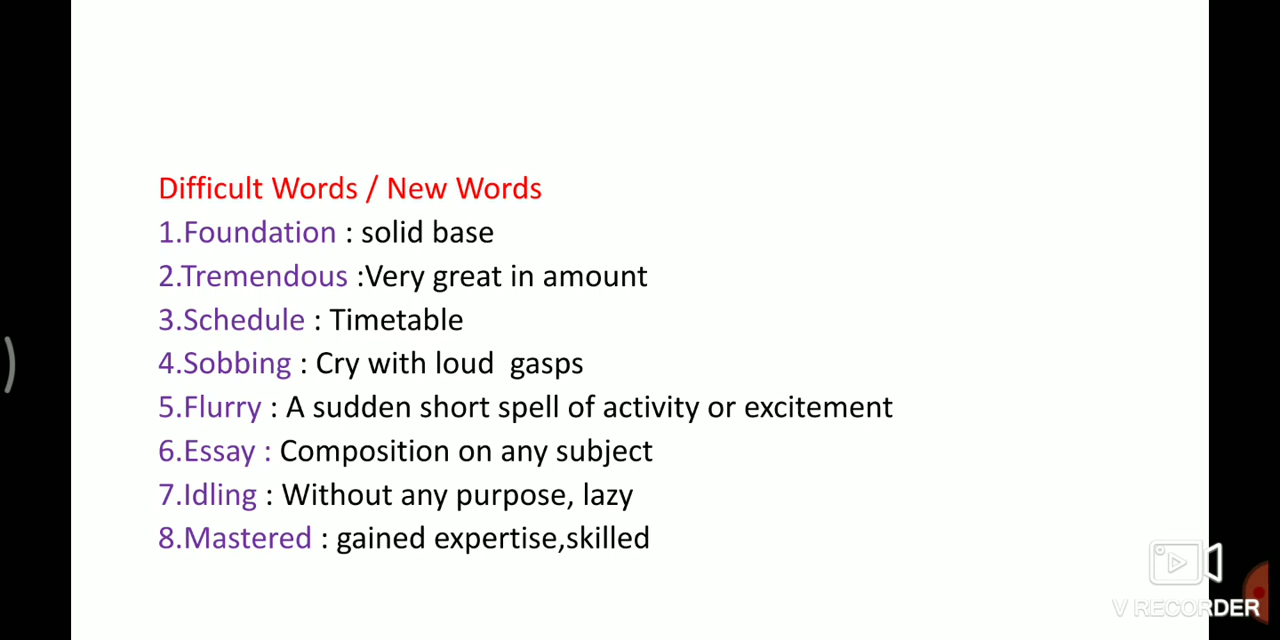 Difficult Words / New Words
1.Foundation : solid base
2.Tremendous :Very great in amount
3.Schedule : Timetable
4.Sobbing : Cry with loud  gasps
5.Flurry : A sudden short spell of activity or excitement
6.Essay : Composition on any subject
7.Idling : Without any purpose, lazy
8.Mastered : gained expertise,skilled
V RECORDER